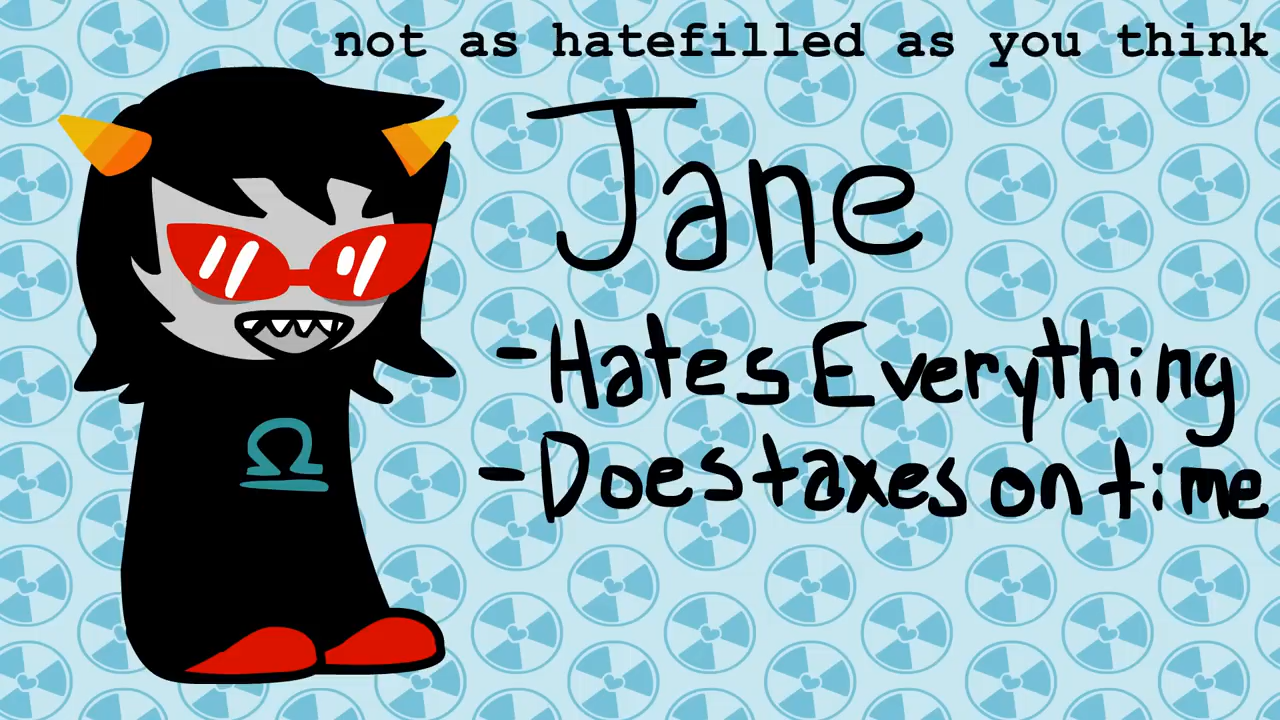 not as hatefilled as you think
Jane
-Hates Everything
-Does taxes on time